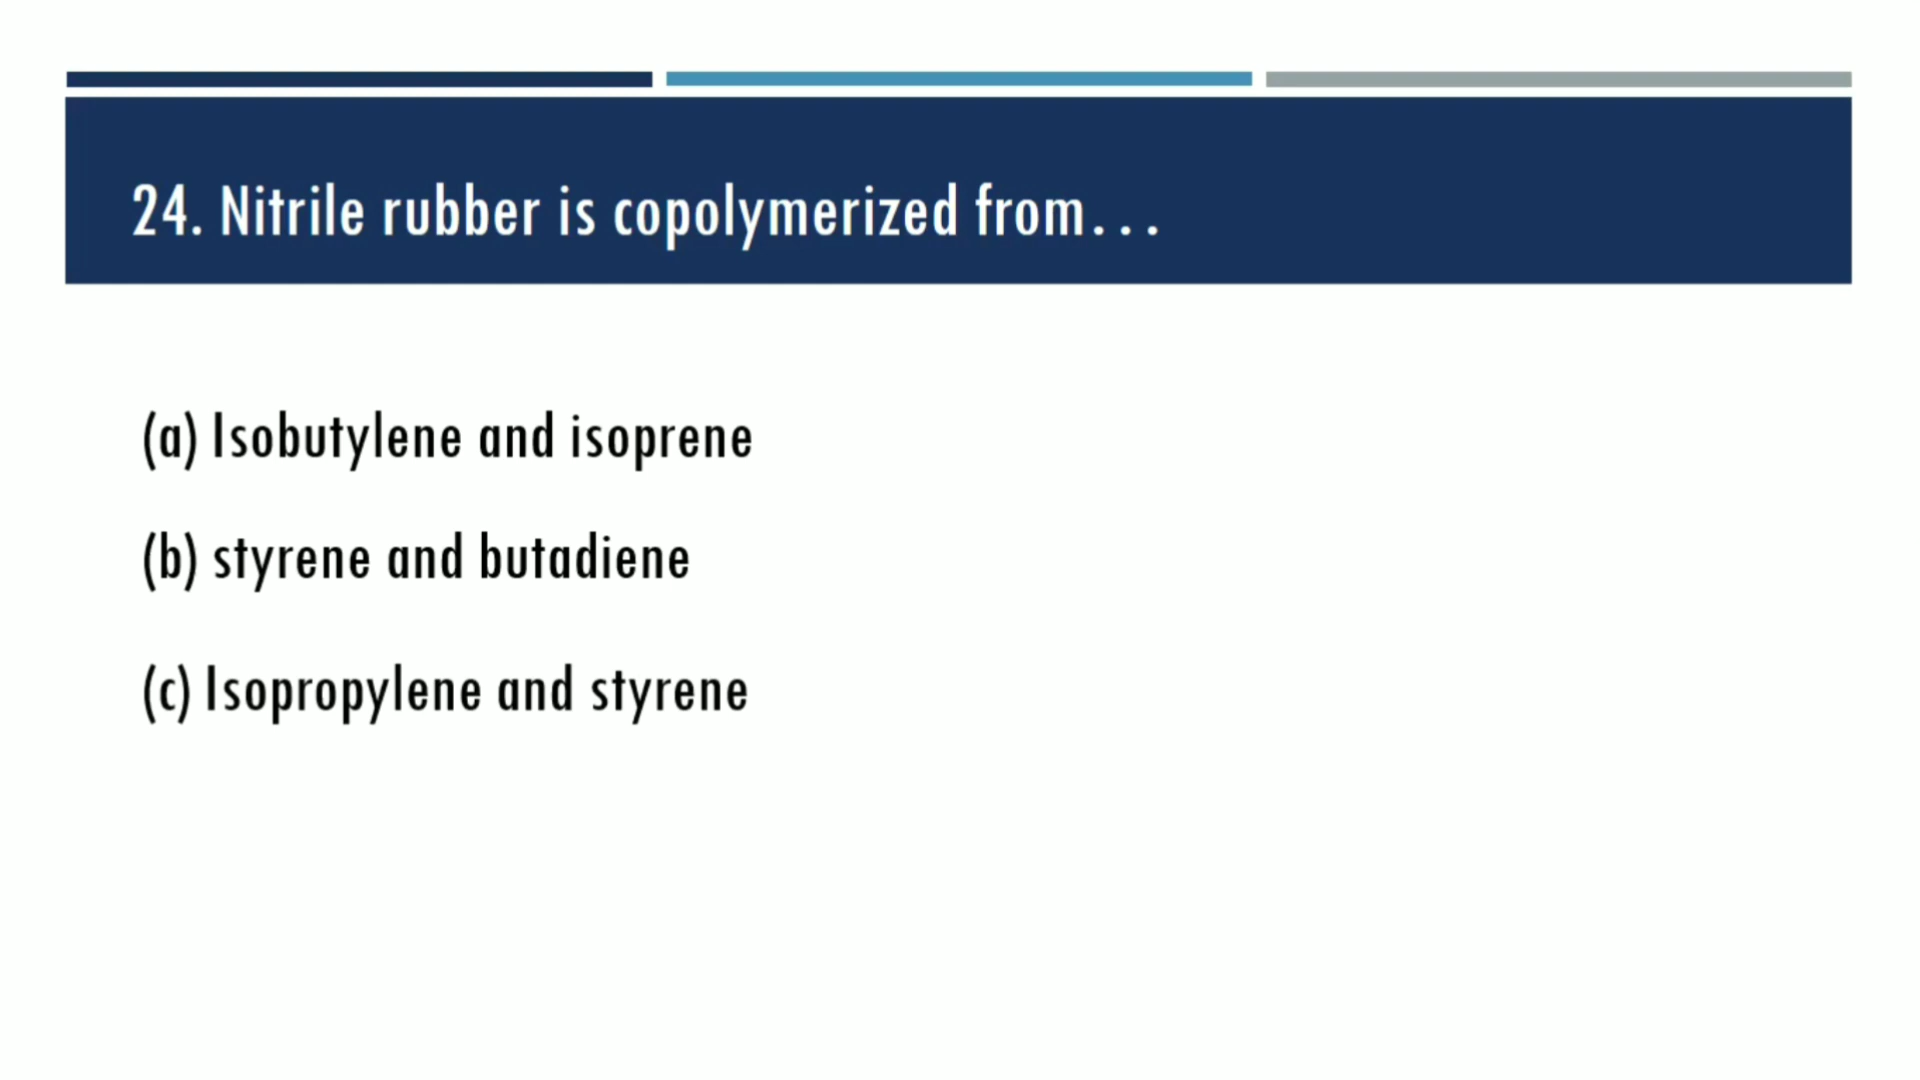 24. Nitrile rubber is copolymerized from...
(a) Isobutylene and isoprene
(b) styrene and butadiene
(c) Isopropylene and styrene